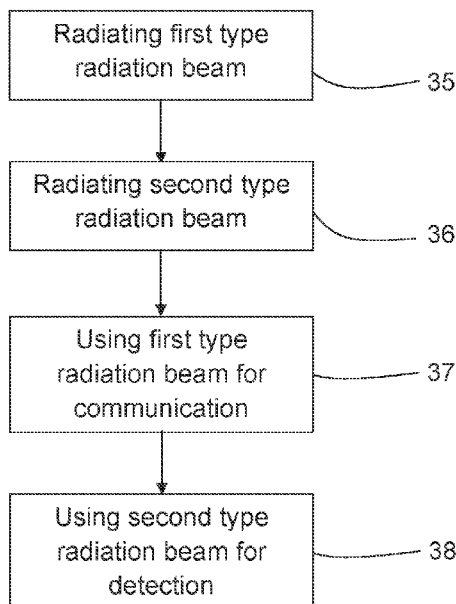 Radiating first type
radiation beam
35
Radiating second type
radiation beam
36
Using first type
radiation beam for
communication
37
Using second type
radiation beam for
detection
38